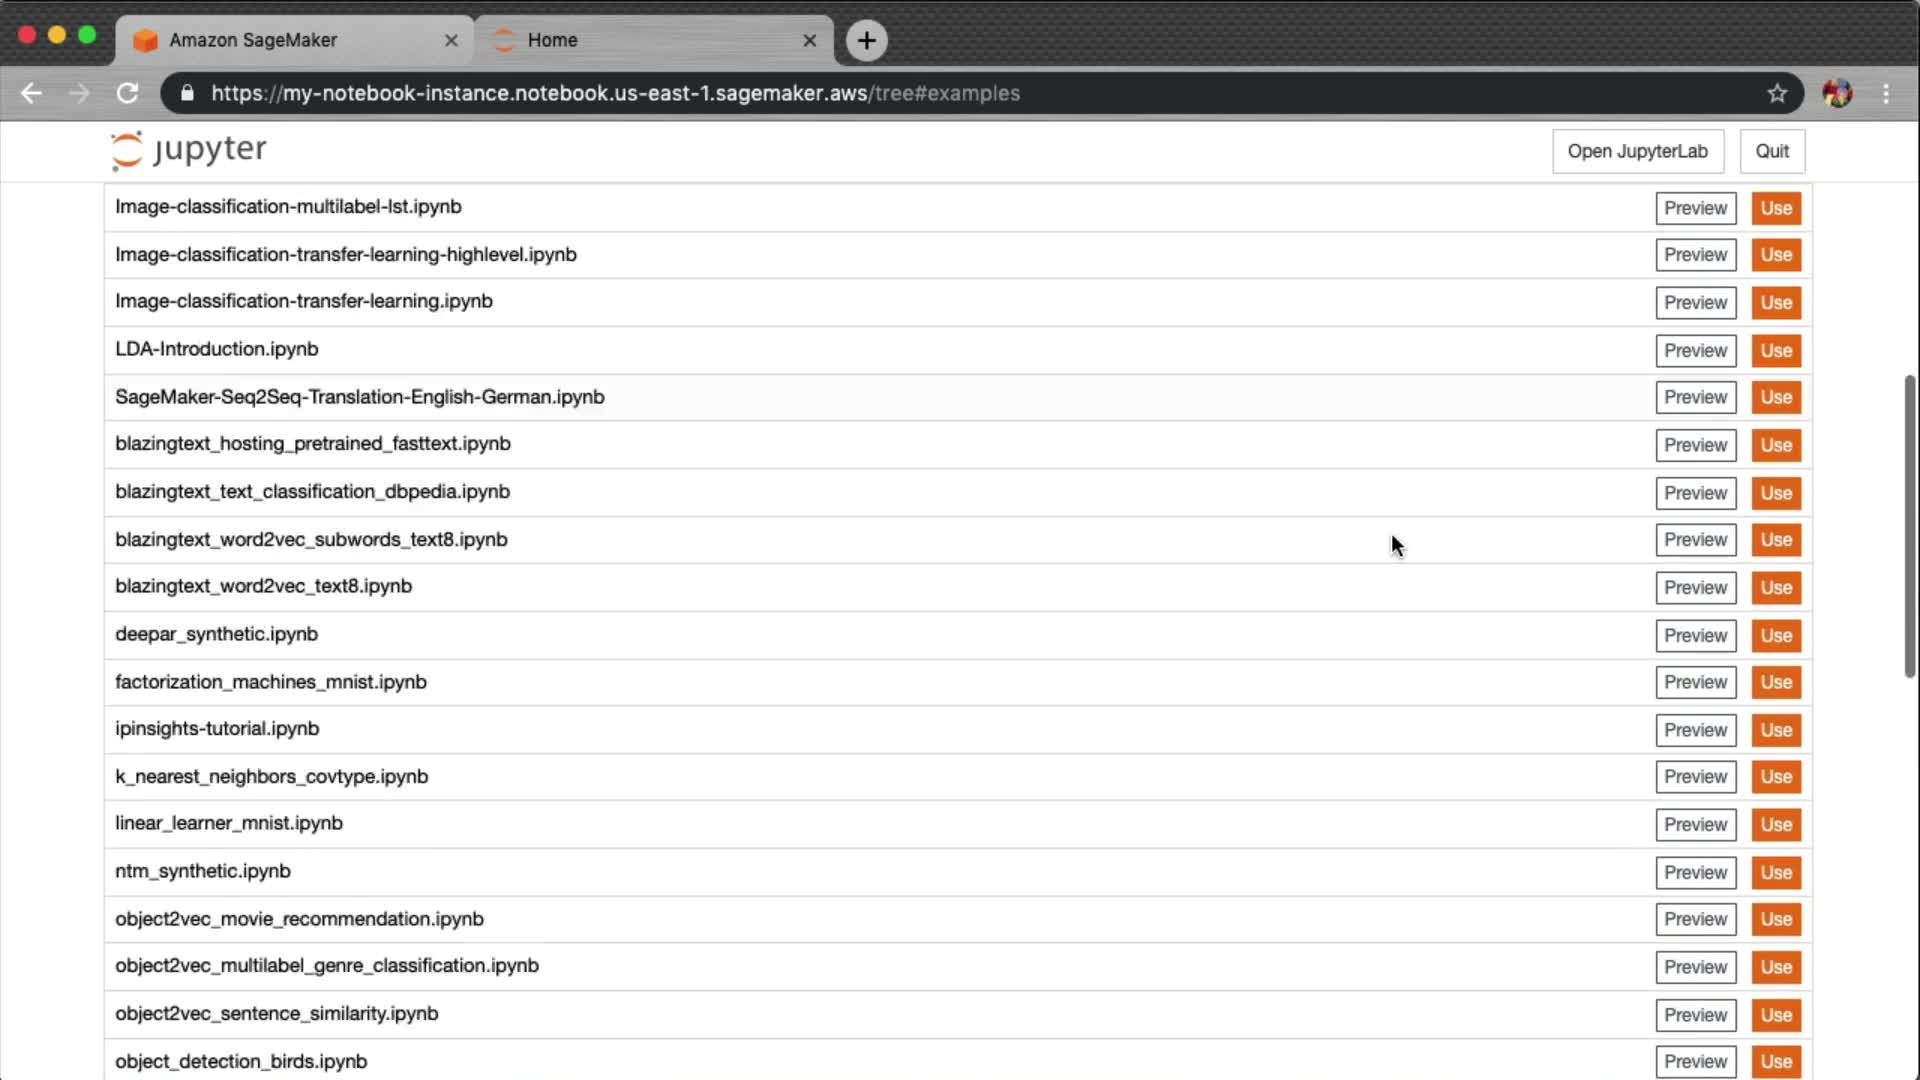 Amazon SageMaker
Home
https://my-notebook-instance.notebook.us-east-1.sagemaker.aws/tree#examples
jupyter
Open JupyterLab
Quit
Image-classification-multilabel-lst.ipynb Preview Use
Image-classification-transfer-learning-highlevel.ipynb Preview Use
Image-classification-transfer-learning.ipynb Preview Use
LDA-Introduction.ipynb Preview Use
SageMaker-Seq2Seq-Translation-English-German.ipynb Preview Use
blazingtext_hosting_pretrained_fasttext.ipynb Preview Use
blazingtext_text_classification_dbpedia.ipynb Preview Use
blazingtext_word2vec_subwords_text8.ipynb Preview Use
blazingtext_word2vec_text8.ipynb Preview Use
deepar_synthetic.ipynb Preview Use
factorization_machines_mnist.ipynb Preview Use
ipinsights-tutorial.ipynb Preview Use
k_nearest_neighbors_covtype.ipynb Preview Use
linear_learner_mnist.ipynb Preview Use
ntm_synthetic.ipynb Preview Use
object2vec_movie_recommendation.ipynb Preview Use
object2vec_multilabel_genre_classification.ipynb Preview Use
object2vec_sentence_similarity.ipynb Preview Use
object_detection_birds.ipynb Preview Use